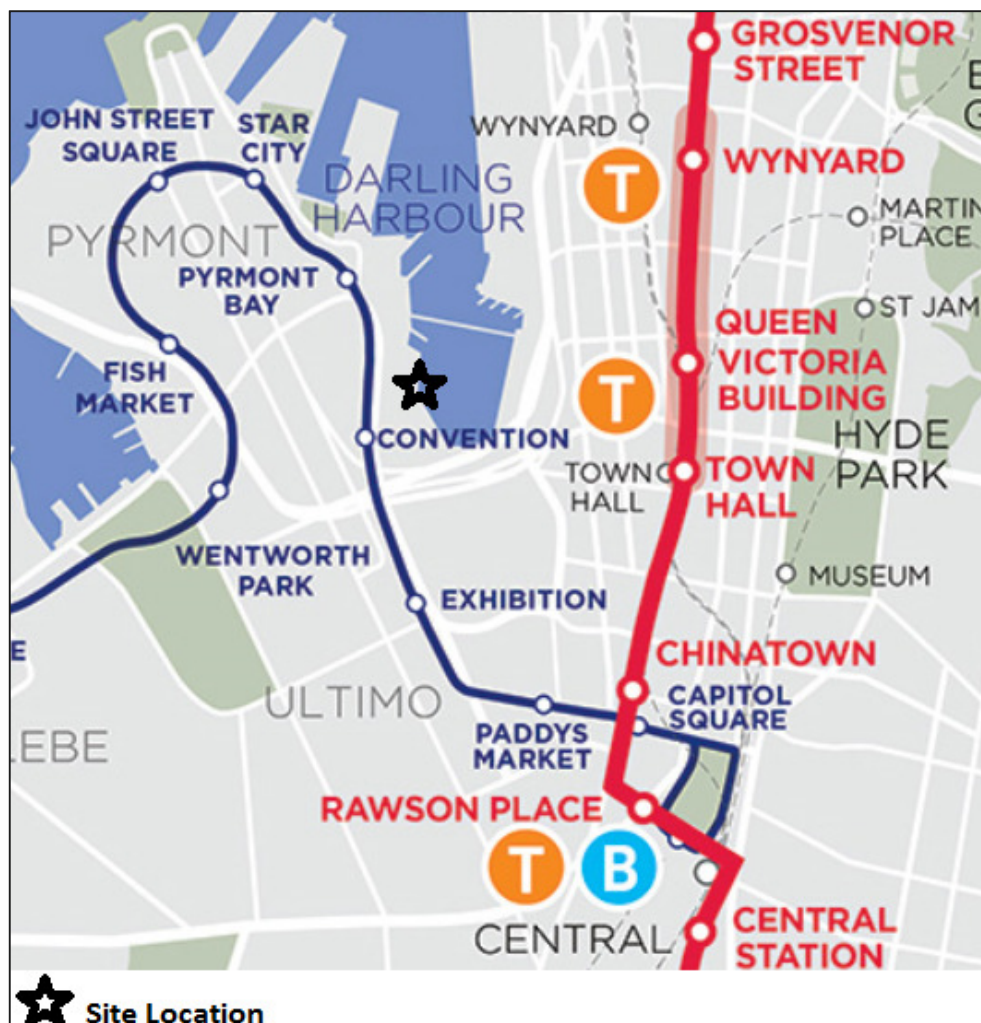 GROSVENOR
STREET
WYNYARD
WYNYARD
T
JOHN STREET
SQUARE
STAR
CITY
DARLING
HARBOUR
MARTIN
PLACE
PYRMONT
PYRMONT
BAY
ST JAM
QUEEN
VICTORIA
BUILDING
T
FISH
MARKET
CONVENTION
HYDE
PARK
TOWN
HALL
TOWN
HALL
WENTWORTH
PARK
MUSEUM
EXHIBITION
E
CHINATOWN
ULTIMO
CAPITOL
SQUARE
LEBE
PADDYS
MARKET
RAWSON PLACE
T
B
CENTRAL
CENTRAL
STATION
Site Location